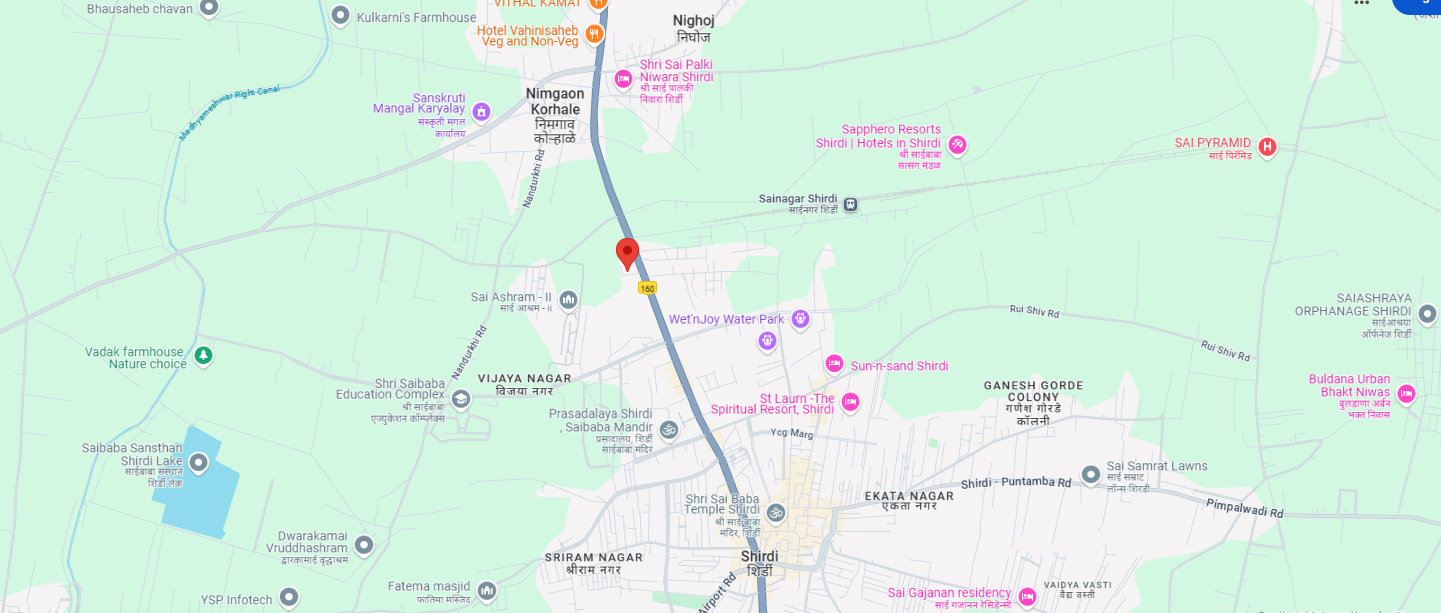 Bhausaheb chavan
Kulkarni's Farmhouse
VITHAL KAMAT
Hotel Vahinisaheb
Veg and Non-Veg
Nighoj
निघोज
Shri Sai Palki
Niwara Shirdi
श्री साई पालकी
निवारा शिर्डी
Madhyameshwar Right Canal
Sanskruti
Mangal Karyalay
संस्कृती मंगल
कार्यालय
Nimgaon
Korhale
निमगाव
कोऱ्हाळे
Nandurkhi Rd
Sapphero Resorts
Shirdi | Hotels in Shirdi
श्री साईबाबा
सत्संग मंडळ
SAI PYRAMID
साई पिरॅमिड
H
Sainagar Shirdi
साईनगर शिर्डी
160
Sai Ashram - II
साई आश्रम - ii
Wet'nJoy Water Park
Rui Shiv Rd
Rui Shiv Rd
SAIASHRAYA
ORPHANAGE SHIRDI
साईआश्रया
ऑर्फनेज शिर्डी
Vadak farmhouse,
Nature choice
Nandurkhi Rd
VIJAYA NAGAR
विजया नगर
Shri Saibaba
Education Complex
श्री साईबाबा
एज्युकेशन कॉम्प्लेक्स
Sun-n-sand Shirdi
St Laurn -The
Spiritual Resort, Shirdi
GANESH GORDE
COLONY
गणेश गोरडे
कॉलनी
Buldana Urban
Bhakt Niwas
बुलडाणा अर्बन
भक्त निवास
Prasadalaya Shirdi
, Saibaba Mandir
प्रसादालय, शिर्डी
साईबाबा मंदिर
Ycg Marg
Saibaba Sansthan
Shirdi Lake
साईबाबा संस्थान
शिर्डी लेक
Sai Samrat Lawns
साई सम्राट
लॉन्स शिरडी
Shirdi - Puntamba Rd
Pimpalwadi Rd
EKATA NAGAR
एकता नगर
Shri Sai Baba
Temple Shirdi
श्री साईबाबा
मंदिर, शिर्डी
Dwarakamai
Vruddhashram
द्वारकामाई वृद्धाश्रम
SRIRAM NAGAR
श्रीराम नगर
Shirdi
शिर्डी
Airport Rd
Fatema masjid
फातिमा मस्जिद
YSP Infotech
Sai Gajanan residency
साई गजानन रेसिडेन्सी
VAIDYA VASTI
वैद्य वस्ती